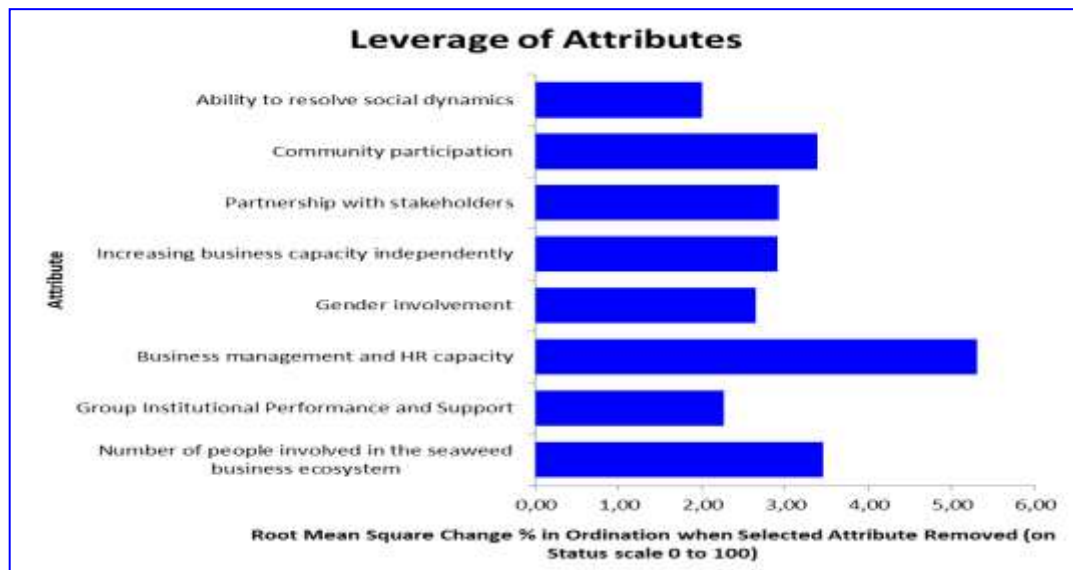 Leverage of Attributes
Ability to resolve social dynamics
Community participation
Partnership with stakeholders
Increasing business capacity independently
Gender involvement
Business management and HR capacity
Group Institutional Performance and Support
Number of people involved in the seaweed
business ecosystem
Attribute
0,00 1,00 2,00 3,00 4,00 5,00 6,00
Root Mean Square Change % in Ordination when Selected Attribute Removed (on
Status scale 0 to 100)